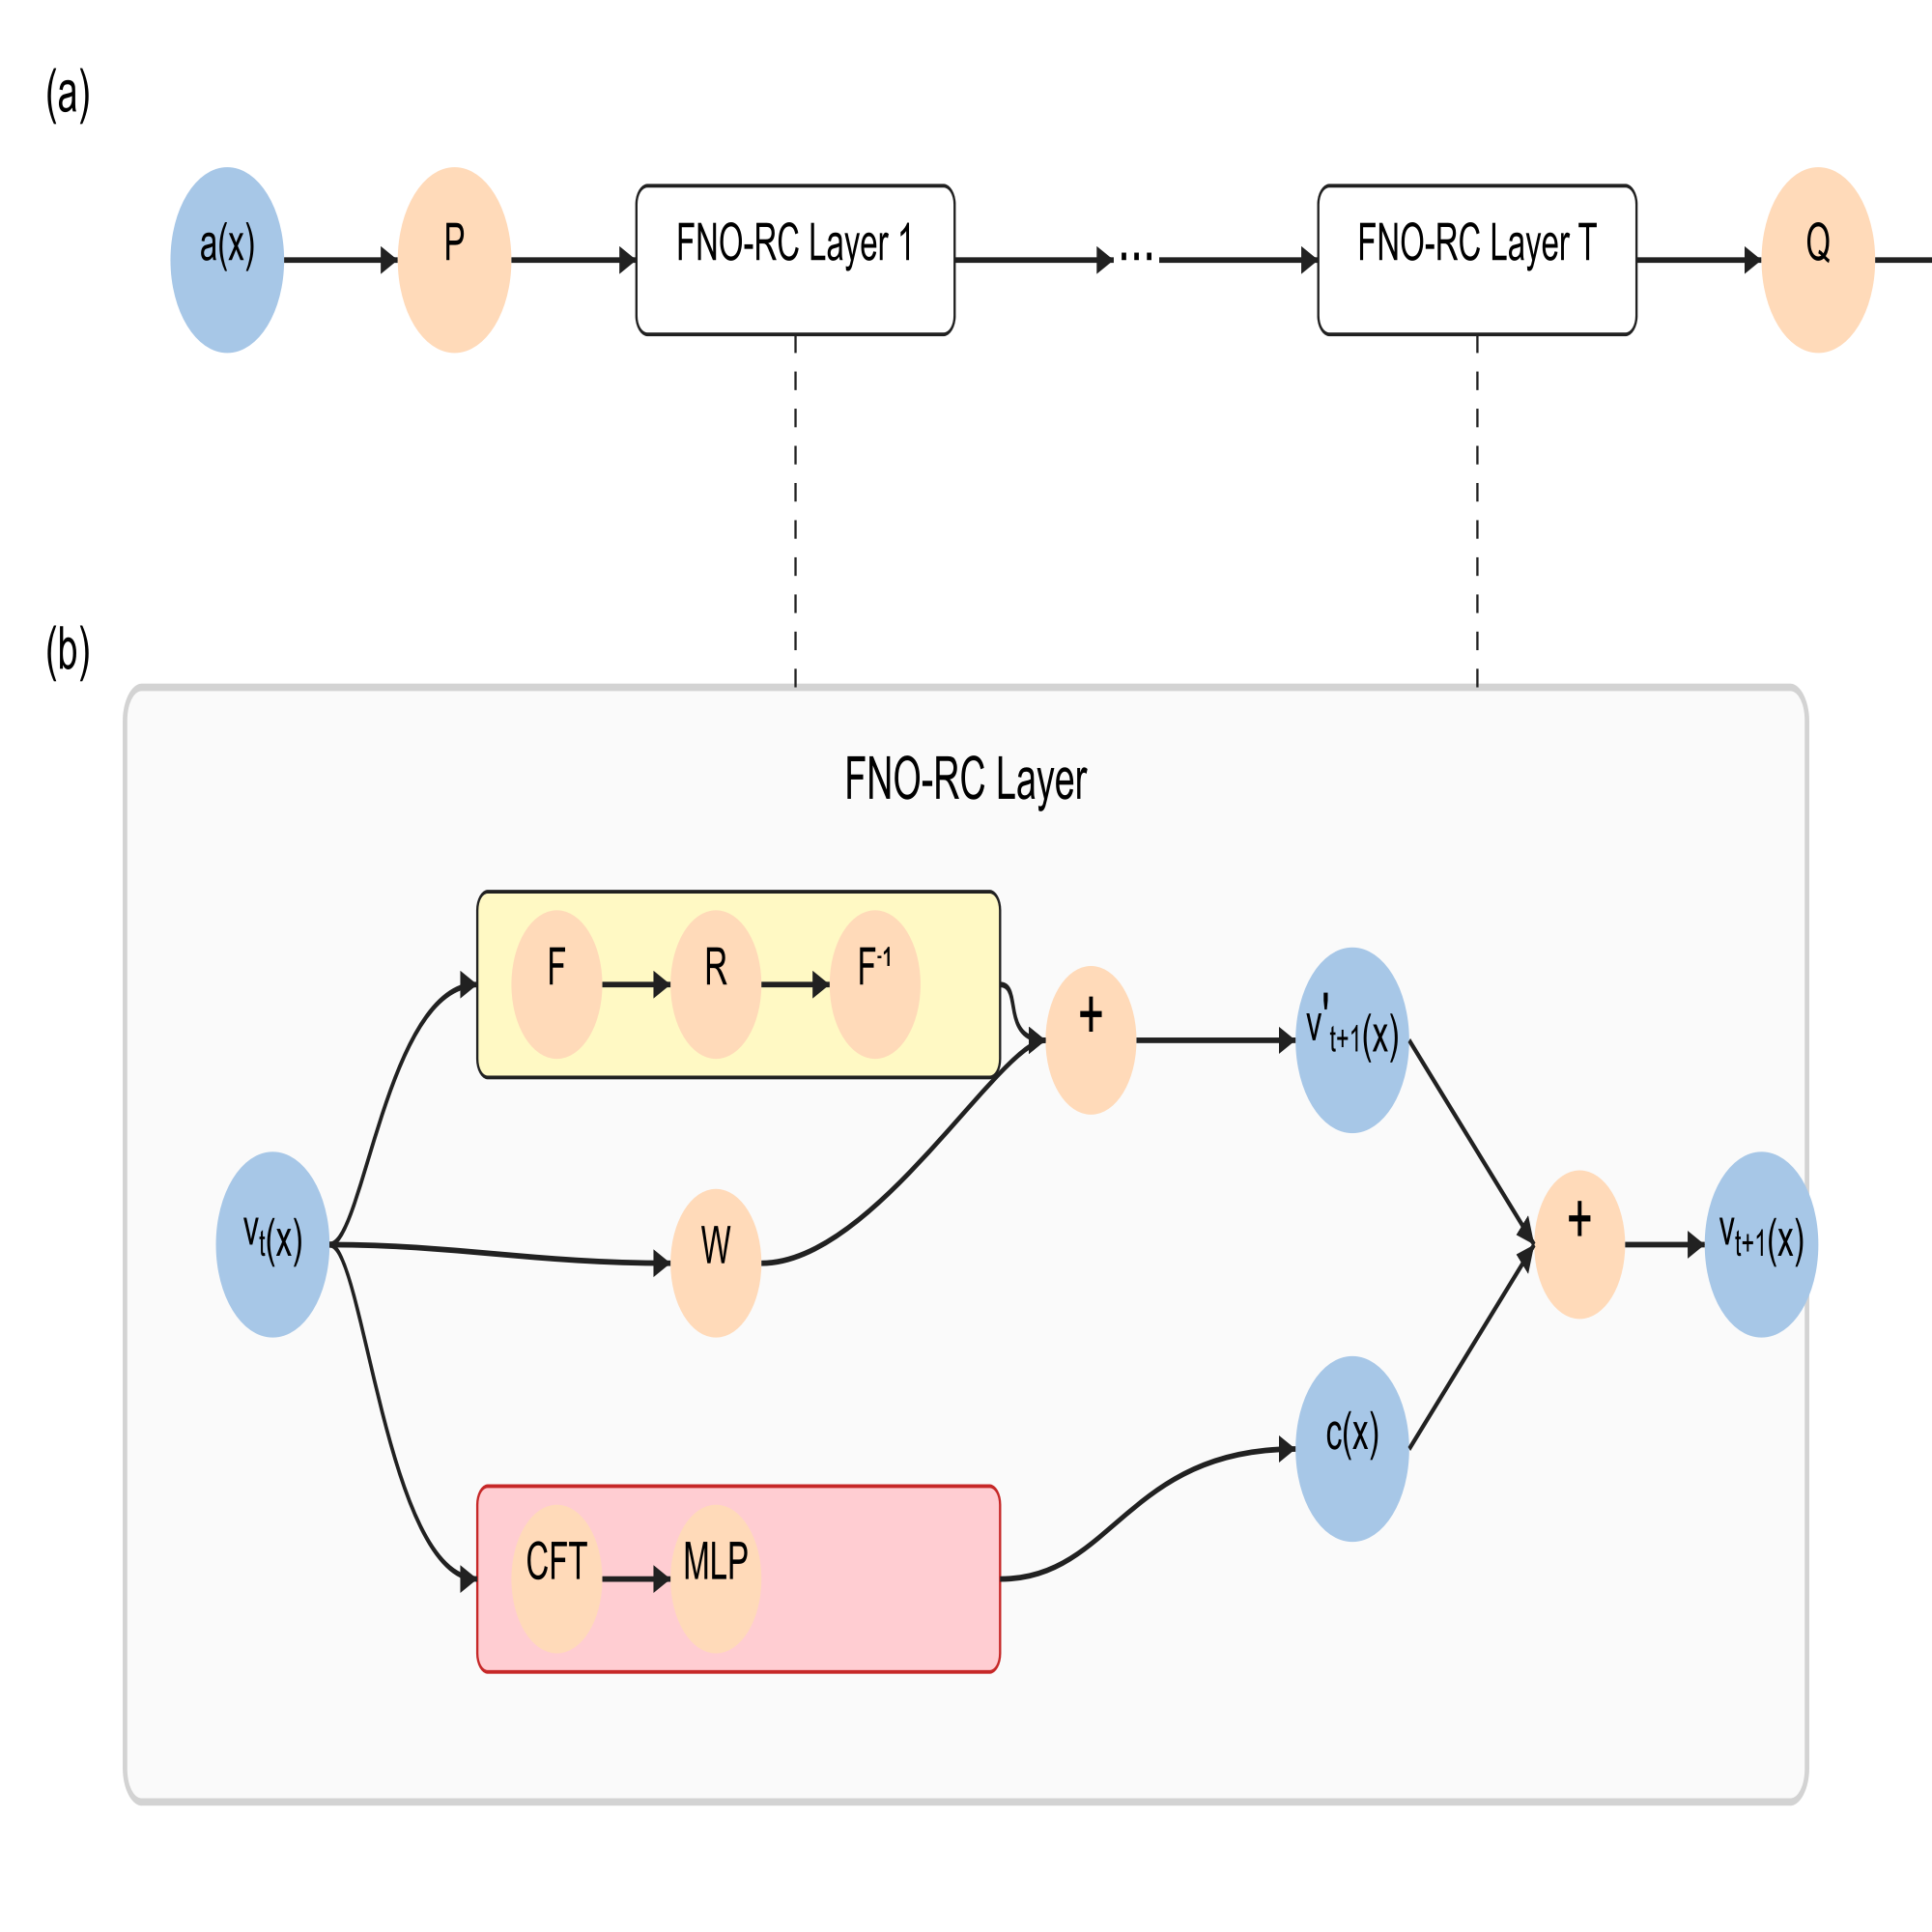 (a)
a(x) P FNO-RC Layer 1 ... FNO-RC Layer T Q
(b)
FNO-RC Layer
F R F⁻¹
+
v'ₜ₊₁(x)
vₜ(x) W + vₜ₊₁(x)
c(x)
CFT MLP